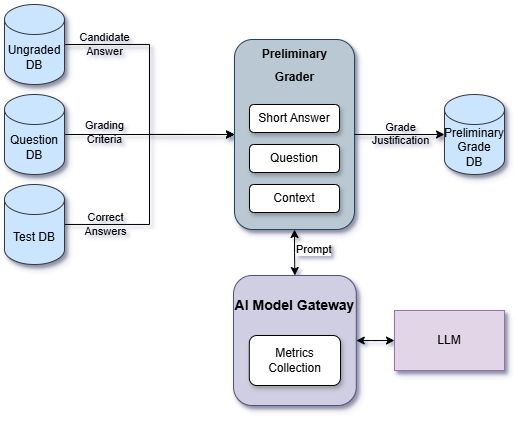 Ungraded
DB
Candidate
Answer
Question
DB
Grading
Criteria
Test DB
Correct
Answers
Preliminary
Grader
Short Answer
Question
Context
Grade
Justification
Preliminary
Grade
DB
Prompt
AI Model Gateway
Metrics
Collection
LLM